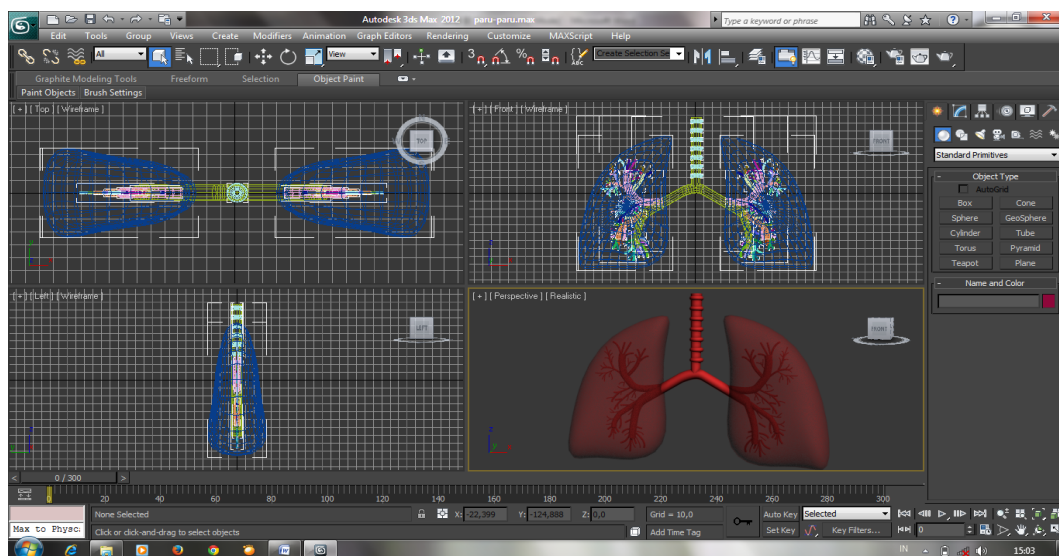 Autodesk 3ds Max 2012 paru-paru.max
Type a keyword or phrase
Edit Tools Group Views Create Modifiers Animation Graph Editors Rendering Customize MAXScript Help
All View Create Selection Se
Graphite Modeling Tools Freeform Selection Object Paint
Paint Objects Brush Settings
[ + ] [ Top ] [ Wireframe ]
TOP
[ + ] [ Front ] [ Wireframe ]
FRONT
[ + ] [ Left ] [ Wireframe ]
LEFT
[ + ] [ Perspective ] [ Realistic ]
FRONT
Standard Primitives
Object Type
AutoGrid
Box Cone
Sphere GeoSphere
Cylinder Tube
Torus Pyramid
Teapot Plane
Name and Color
0 / 300
0 20 40 60 80 100 120 140 160 180 200 220 240 260 280 300
None Selected X: -22,399 Y: -124,888 Z: 0,0 Grid = 10,0 Auto Key Selected
Max to Physc Click or click-and-drag to select objects Add Time Tag Set Key Key Filters... 0
IN 15:03